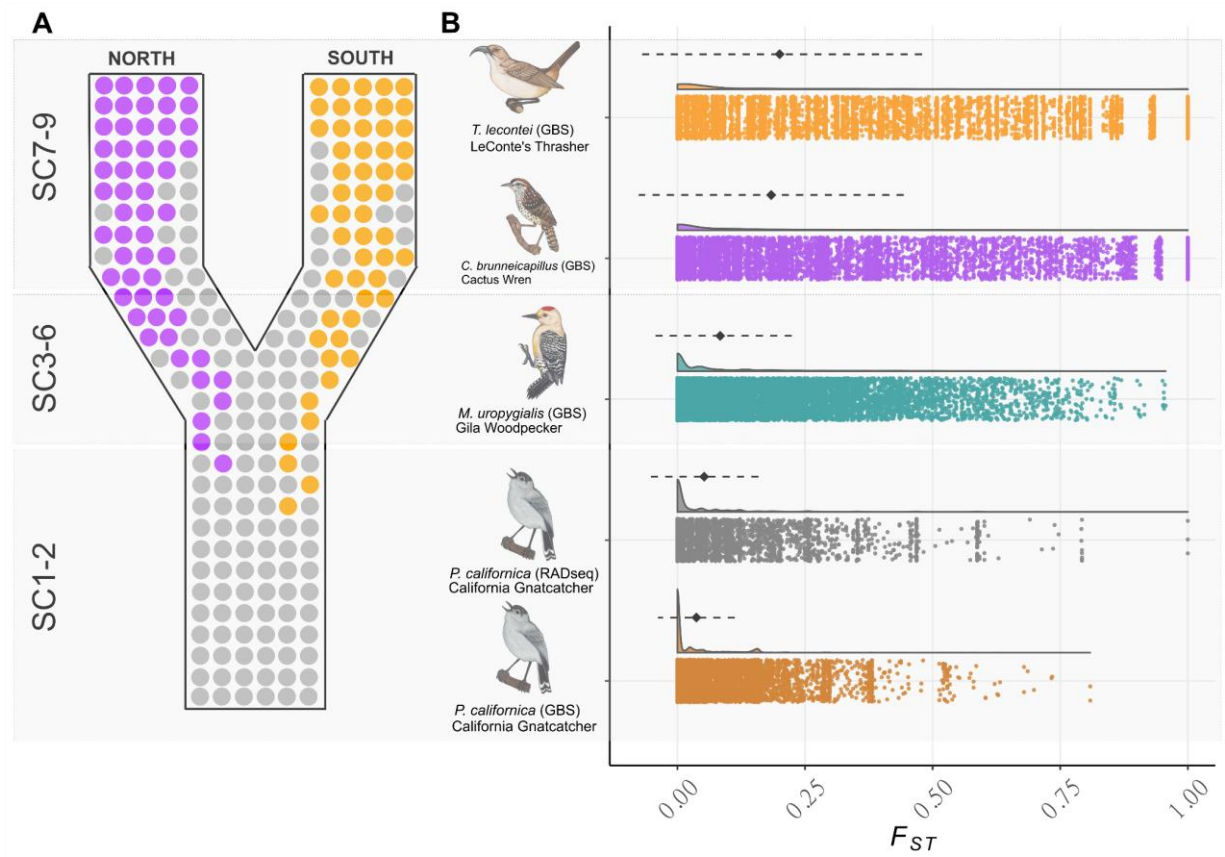 A
B
NORTH
SOUTH
SC7-9
SC3-6
SC1-2
T. lecontei (GBS)
LeConte's Thrasher
C. brunneicapillus (GBS)
Cactus Wren
M. uropygialis (GBS)
Gila Woodpecker
P. californica (RADseq)
California Gnatcatcher
P. californica (GBS)
California Gnatcatcher
0.00
0.25
0.50
0.75
1.00
FST